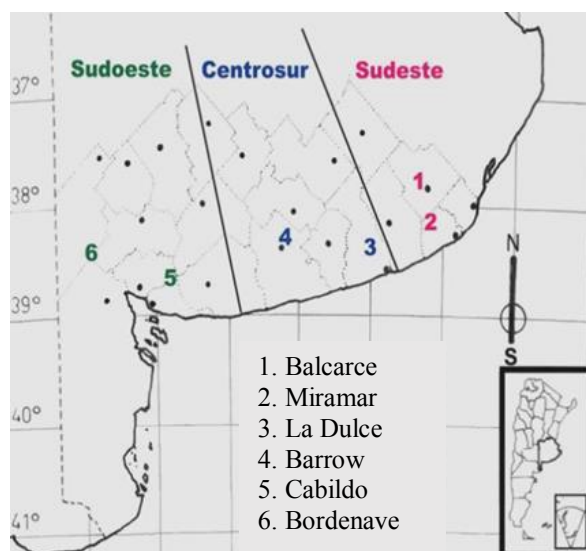 Sudoeste Centrosur Sudeste
37°
1
38°
2
6 4 3
N
5
39°
S
1. Balcarce
2. Miramar
3. La Dulce
40°
4. Barrow
5. Cabildo
6. Bordenave
41°